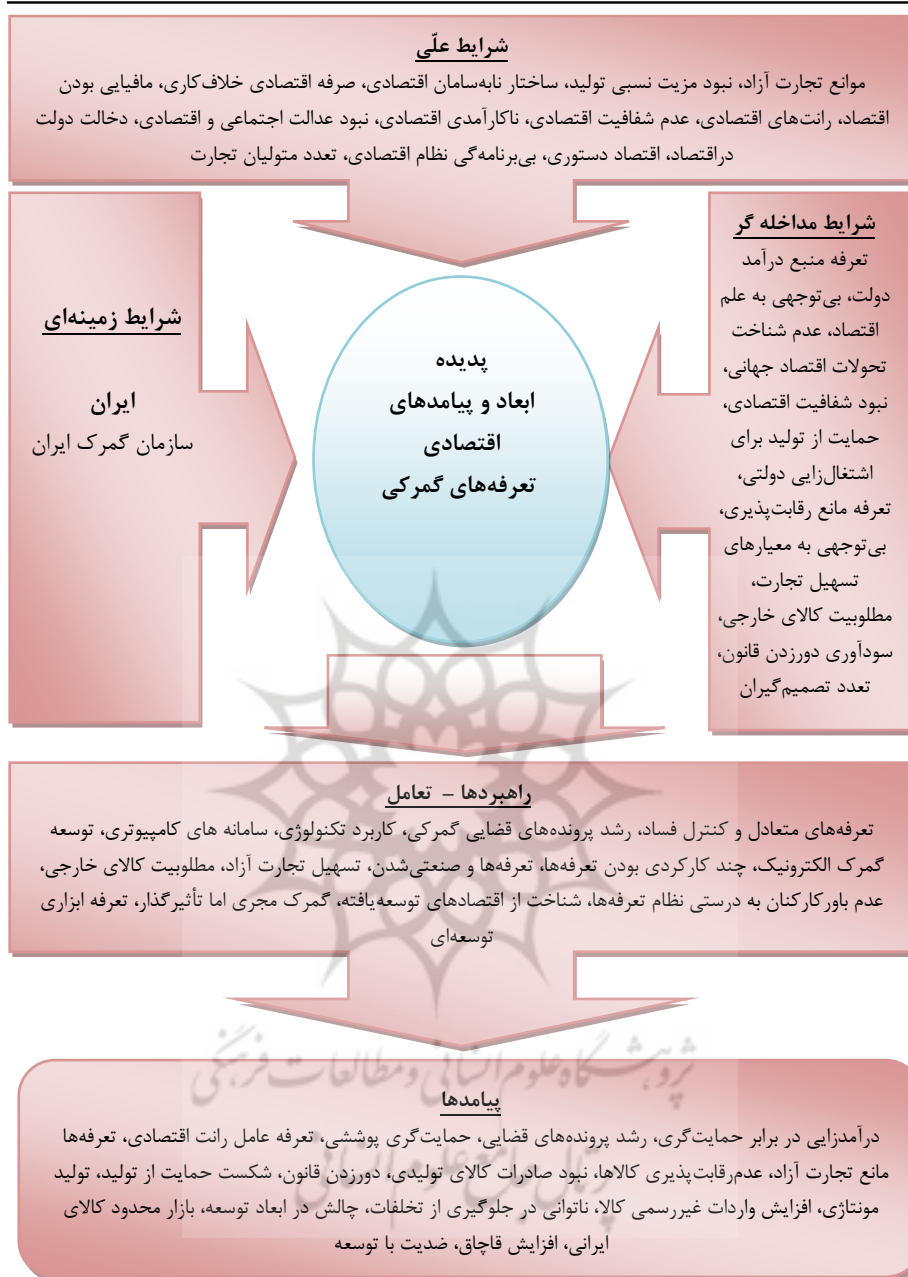 شرایط علّی
موانع تجارت آزاد، نبود مزیت نسبی تولید، ساختار نابه‌سامان اقتصادی، صرفه اقتصادی خلاف‌کاری، مافیایی بودن
اقتصاد، رانت‌های اقتصادی، عدم شفافیت اقتصادی، ناکارآمدی اقتصادی، نبود عدالت اجتماعی و اقتصادی، دخالت دولت
دراقتصاد، اقتصاد دستوری، بی‌برنامه‌گی نظام اقتصادی، تعدد متولیان تجارت
شرایط مداخله گر
تعرفه منبع درآمد
دولت، بی‌توجهی به علم
اقتصاد، عدم شناخت
تحولات اقتصاد جهانی،
نبود شفافیت اقتصادی،
حمایت از تولید برای
اشتغال‌زایی دولتی،
تعرفه مانع رقابت‌پذیری،
بی‌توجهی به معیارهای
تسهیل تجارت،
مطلوبیت کالای خارجی،
سودآوری دورزدن قانون،
تعدد تصمیم‌گیران
پدیده
ابعاد و پیامدهای
اقتصادی
تعرفه‌های گمرکی
شرایط زمینه‌ای
ایران
سازمان گمرک ایران
راهبردها – تعامل
تعرفه‌های متعادل و کنترل فساد، رشد پرونده‌های قضایی گمرکی، کاربرد تکنولوژی، سامانه های کامپیوتری، توسعه
گمرک الکترونیک، چند کارکردی بودن تعرفه‌ها، تعرفه‌ها و صنعتی‌شدن، تسهیل تجارت آزاد، مطلوبیت کالای خارجی،
عدم باورکارکنان به درستی نظام تعرفه‌ها، شناخت از اقتصادهای توسعه‌یافته، گمرک مجری اما تأثیرگذار، تعرفه ابزاری
توسعه‌ای
پژوهشگاه علوم انسانی و مطالعات فرهنگی
پیامدها
درآمدزایی در برابر حمایت‌گری، رشد پرونده‌های قضایی، حمایت‌گری پوششی، تعرفه عامل رانت اقتصادی، تعرفه‌ها
مانع تجارت آزاد، عدم‌رقابت‌پذیری کالاها، نبود صادرات کالای تولیدی، دورزدن قانون، شکست حمایت از تولید، تولید
مونتاژی، افزایش واردات غیررسمی کالا، ناتوانی در جلوگیری از تخلفات، چالش در ابعاد توسعه، بازار محدود کالای
ایرانی، افزایش قاچاق، ضدیت با توسعه
پرتال جامع علوم انسانی